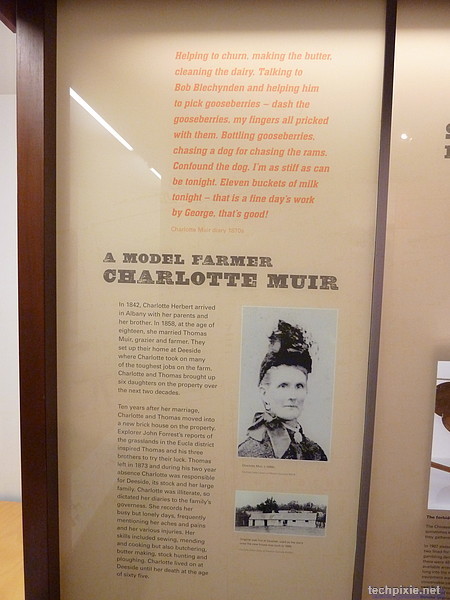 Helping to churn, making the butter,
cleaning the dairy. Talking to
Bob Blechynden and helping him
to pick gooseberries – dash the
gooseberries, my fingers all pricked
with them. Bottling gooseberries,
chasing a dog for chasing the rams.
Confound the dog. I'm as stiff as can
be tonight. Eleven buckets of milk
tonight – that is a fine day's work
by George, that's good!
Charlotte Muir diary 1870s
A MODEL FARMER
CHARLOTTE MUIR
In 1842, Charlotte Herbert arrived
in Albany with her parents and
her brother. In 1858, at the age of
eighteen, she married Thomas
Muir, grazier and farmer. They
set up their home at Deeside
where Charlotte took on many
of the toughest jobs on the farm.
Charlotte and Thomas brought up
six daughters on the property over
the next two decades.
Ten years after her marriage,
Charlotte and Thomas moved into
a new brick house on the property.
Explorer John Forrest's reports of
the grasslands in the Eucla district
inspired Thomas and his three
brothers to try their luck. Thomas
left in 1873 and during his two year
absence Charlotte was responsible
for Deeside, its stock and her large
family. Charlotte was illiterate, so
dictated her diaries to the family's
governess. She records her
busy but lonely days, frequently
mentioning her aches and pains
and her various injuries. Her
skills included sewing, mending
and cooking but also butchering,
butter making, stock hunting and
ploughing. Charlotte lived on at
Deeside until her death at the age
of sixty five.
techpixie.net